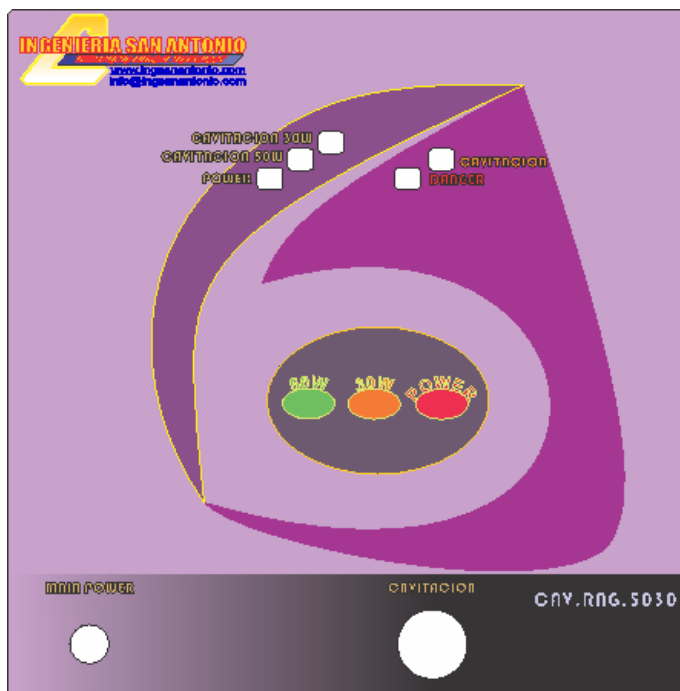 INGENIERIA SAN ANTONIO
www.ingsanantonio.com
info@ingsanantonio.com
CAVITACION 30W
CAVITACION 50W
POWER
CAVITACION
DANGER
50W 30W POWER
MAIN POWER
CAVITACION
CAV.RNG.5030